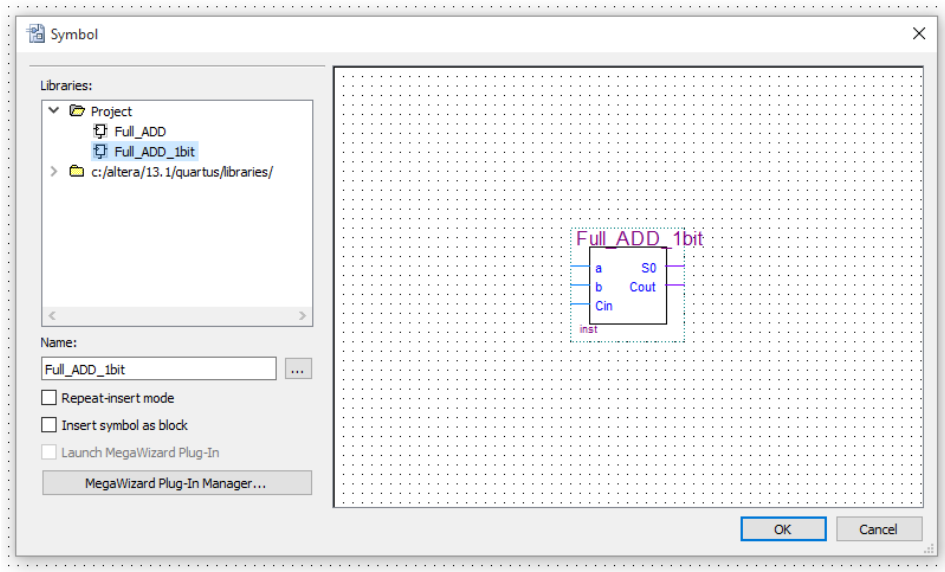 Symbol
Libraries:
Project
Full_ADD
Full_ADD_1bit
c:/altera/13.1/quartus/libraries/
Name:
Full_ADD_1bit
...
Repeat-insert mode
Insert symbol as block
Launch MegaWizard Plug-In
MegaWizard Plug-In Manager...
Full_ADD_1bit
a S0
b Cout
Cin
inst
OK Cancel